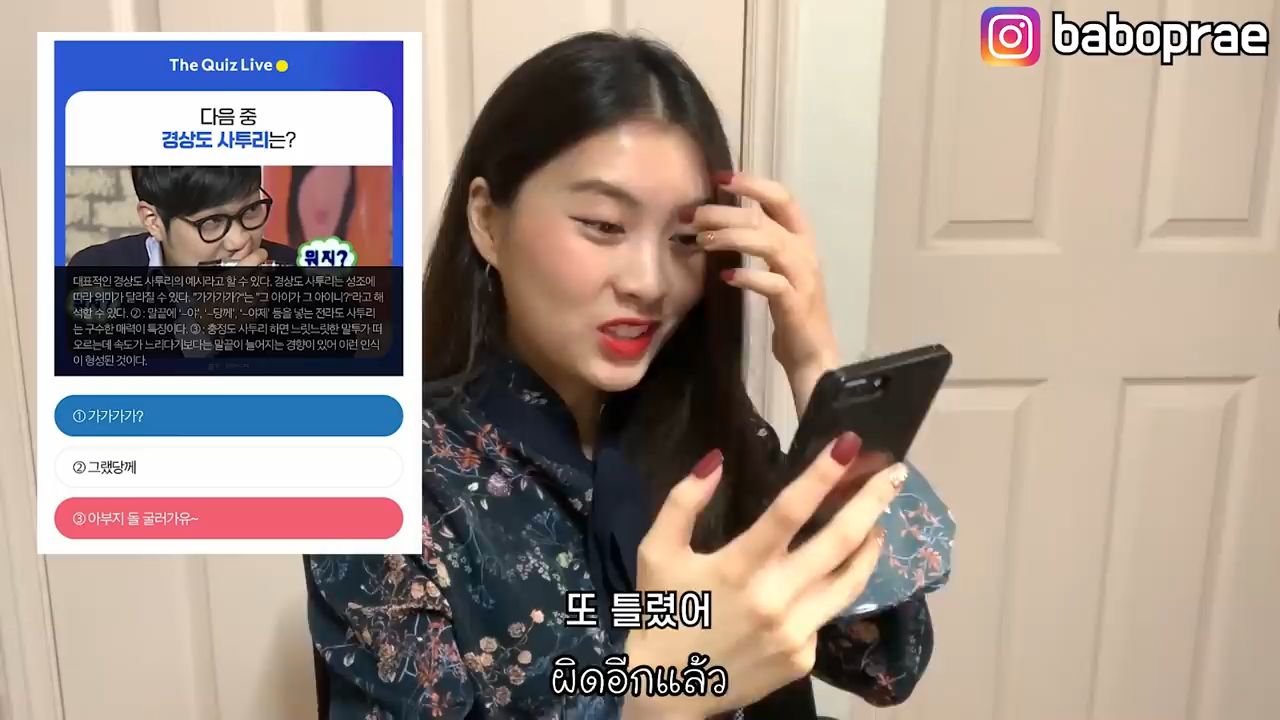 The Quiz Live
다음 중
경상도 사투리는?
뭐지?
대표적인 경상도 사투리의 예시라고 할 수 있다. 경상도 사투리는 성조에
따라 의미가 달라질 수 있다. "가가가가?"는 "그 아이가 그 아이니?"라고 해
석할 수 있다. ② : 말끝에 '–야', '–당께', '–야제' 등을 넣는 전라도 사투리
는 구수한 매력이 특징이다. ③ : 충청도 사투리 하면 느릿느릿한 말투가 떠
오르는데 속도가 느리다기보다는 말끝이 늘어지는 경향이 있어 이런 인식
이 형성된 것이다.
① 가가가가?
② 그랬당께
③ 아부지 돌 굴러가유~
baboprae
또 틀렸어
ผิดอีกแล้ว